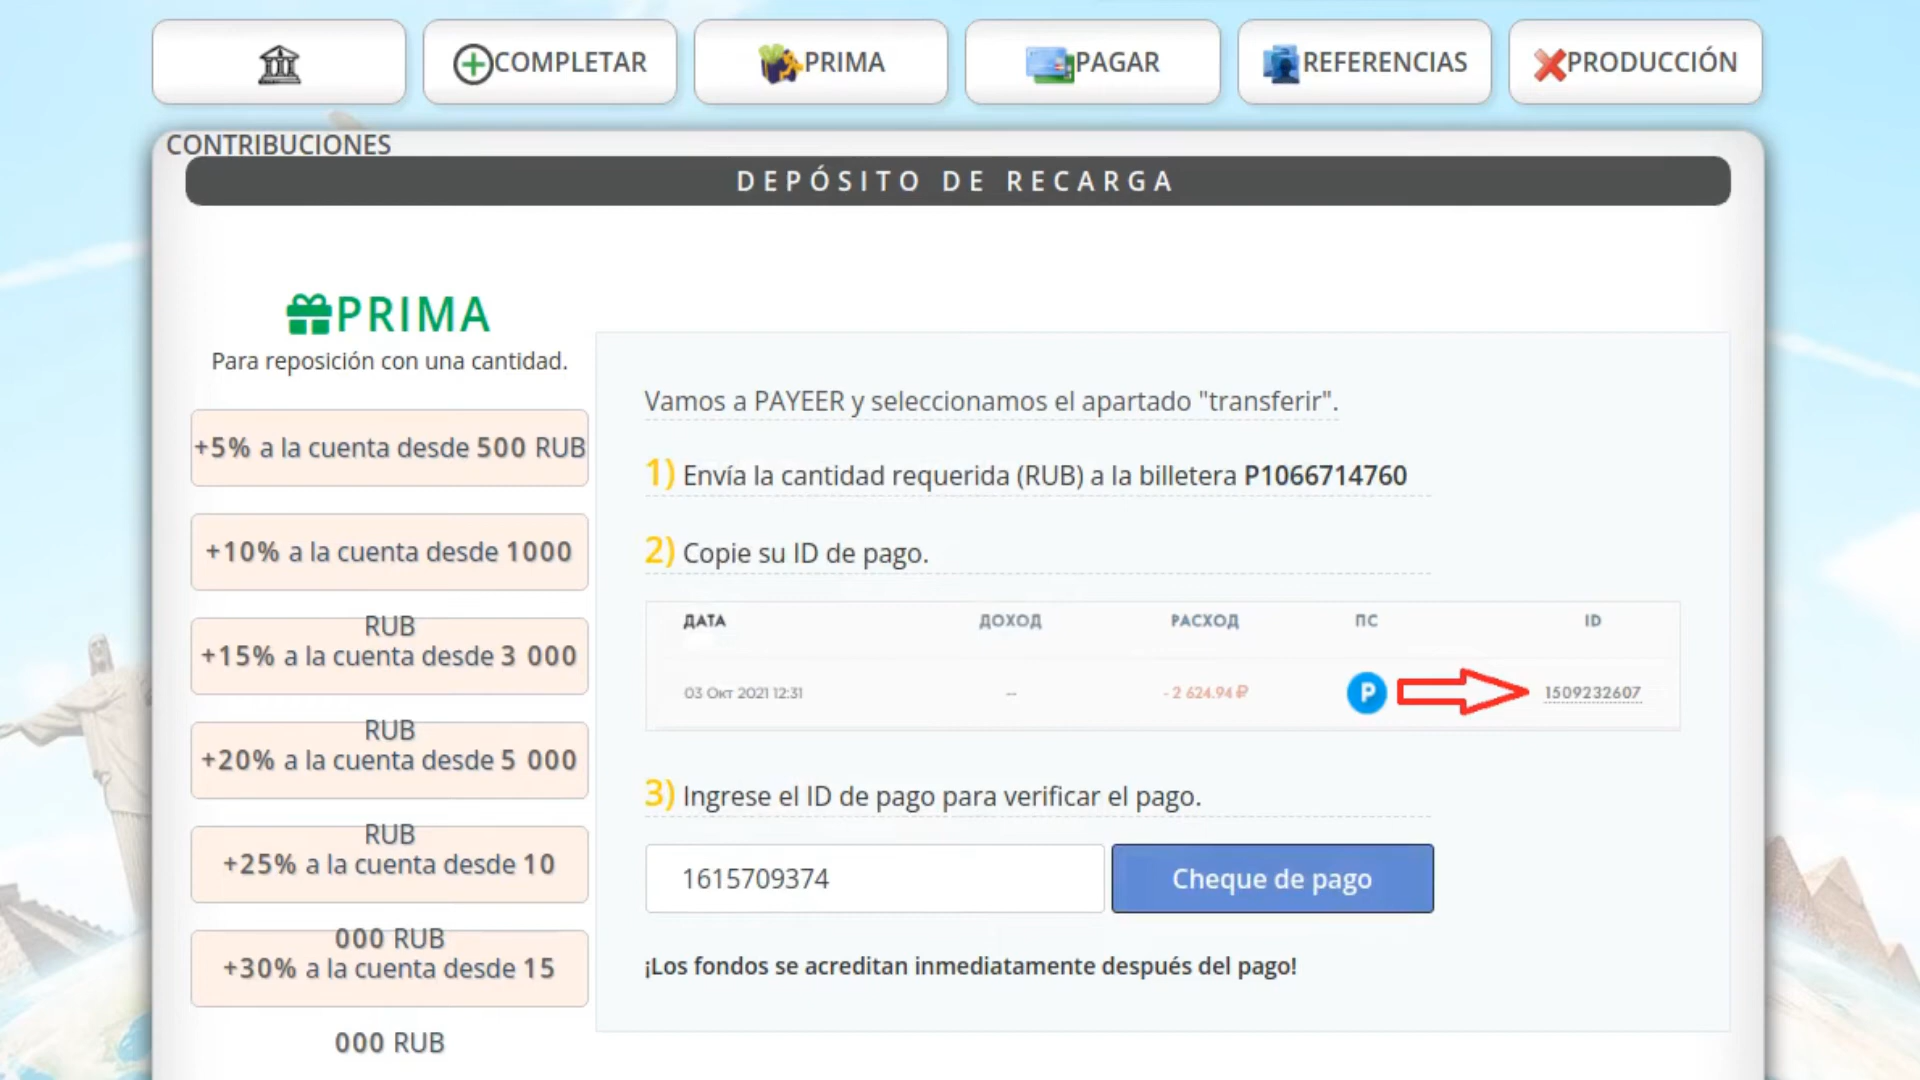 COMPLETAR
PRIMA
PAGAR
REFERENCIAS
PRODUCCIÓN
CONTRIBUCIONES
DEPÓSITO DE RECARGA
PRIMA
Para reposición con una cantidad.
+5% a la cuenta desde 500 RUB
+10% a la cuenta desde 1000
RUB
+15% a la cuenta desde 3 000
RUB
+20% a la cuenta desde 5 000
RUB
+25% a la cuenta desde 10
000 RUB
+30% a la cuenta desde 15
000 RUB
Vamos a PAYEER y seleccionamos el apartado "transferir".
1) Envía la cantidad requerida (RUB) a la billetera P1066714760
2) Copie su ID de pago.
ДАТА ДОХОД РАСХОД ПС ID
03 Окт 2021 12:31 -- - 2 624.94 ₽ P 1509232607
3) Ingrese el ID de pago para verificar el pago.
1615709374 Cheque de pago
¡Los fondos se acreditan inmediatamente después del pago!